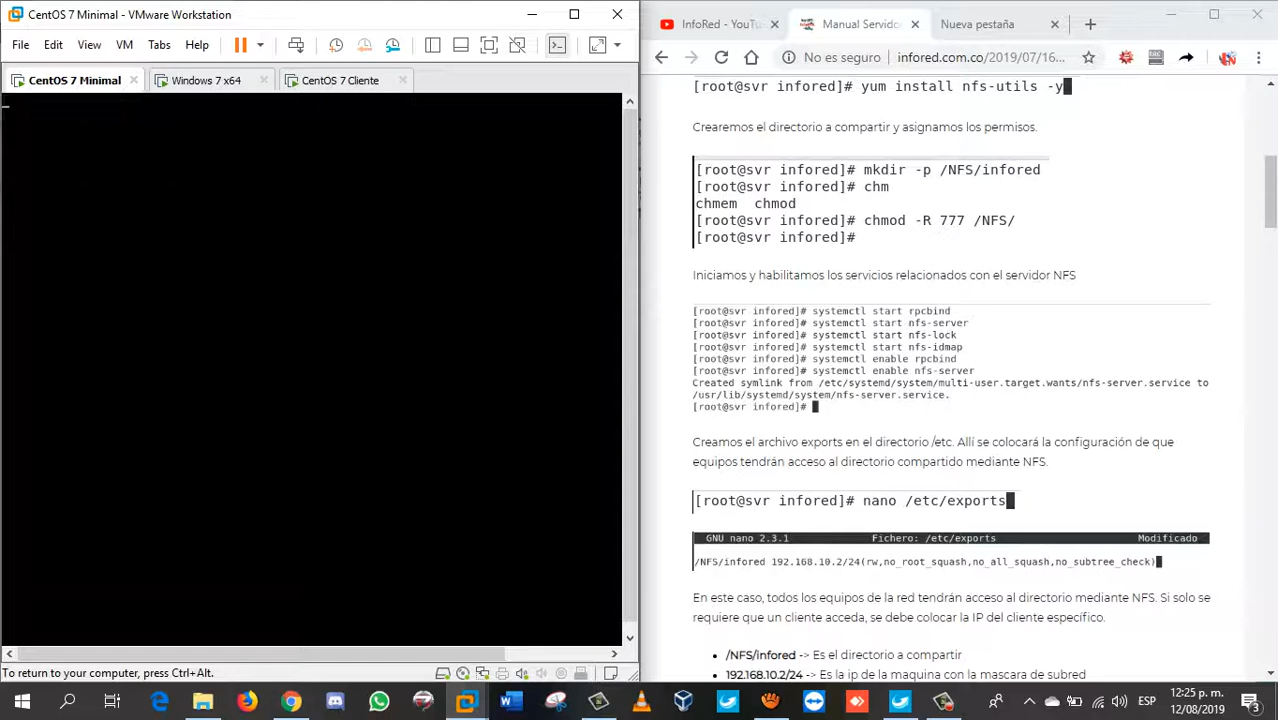 CentOS 7 Minimal - VMware Workstation
File Edit View VM Tabs Help
CentOS 7 Minimal
Windows 7 x64
CentOS 7 Cliente
To return to your computer, press Ctrl+Alt.
InfoRed - YouTu
Manual Servido
Nueva pestaña
No es seguro
infored.com.co/2019/07/16...
[root@svr infored]# yum install nfs-utils -y
Crearemos el directorio a compartir y asignamos los permisos.
[root@svr infored]# mkdir -p /NFS/infored
[root@svr infored]# chm
chmem chmod
[root@svr infored]# chmod -R 777 /NFS/
[root@svr infored]#
Iniciamos y habilitamos los servicios relacionados con el servidor NFS
[root@svr infored]# systemctl start rpcbind
[root@svr infored]# systemctl start nfs-server
[root@svr infored]# systemctl start nfs-lock
[root@svr infored]# systemctl start nfs-idmap
[root@svr infored]# systemctl enable rpcbind
[root@svr infored]# systemctl enable nfs-server
Created symlink from /etc/systemd/system/multi-user.target.wants/nfs-server.service to
/usr/lib/systemd/system/nfs-server.service.
[root@svr infored]#
Creamos el archivo exports en el directorio /etc. Allí se colocará la configuración de que
equipos tendrán acceso al directorio compartido mediante NFS.
[root@svr infored]# nano /etc/exports
GNU nano 2.3.1 Fichero: /etc/exports Modificado
/NFS/infored 192.168.10.2/24(rw,no_root_squash,no_all_squash,no_subtree_check)
En este caso, todos los equipos de la red tendrán acceso al directorio mediante NFS. Si solo se
requiere que un cliente acceda, se debe colocar la IP del cliente específico.
/NFS/infored -> Es el directorio a compartir
192.168.10.2/24 -> Es la ip de la maquina con la mascara de subred
ESP
12:25 p. m.
12/08/2019
3